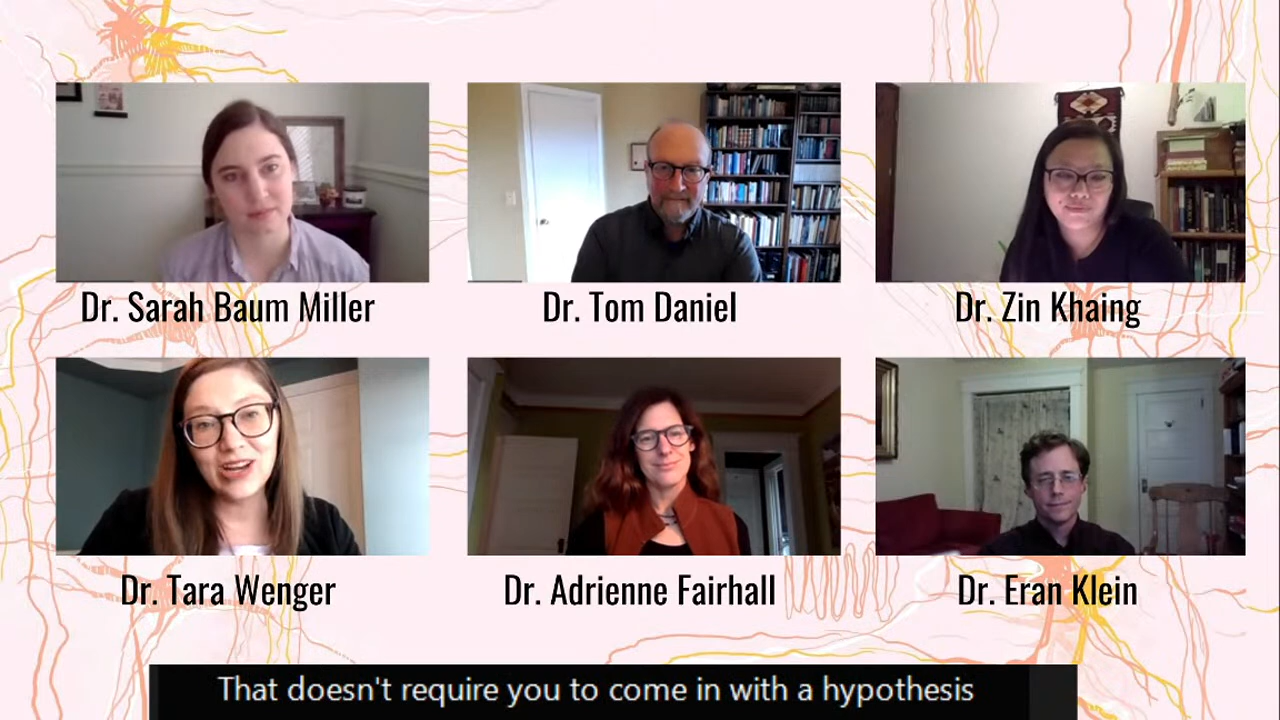 Dr. Sarah Baum Miller
Dr. Tom Daniel
Dr. Zin Khaing
Dr. Tara Wenger
Dr. Adrienne Fairhall
Dr. Eran Klein
That doesn't require you to come in with a hypothesis